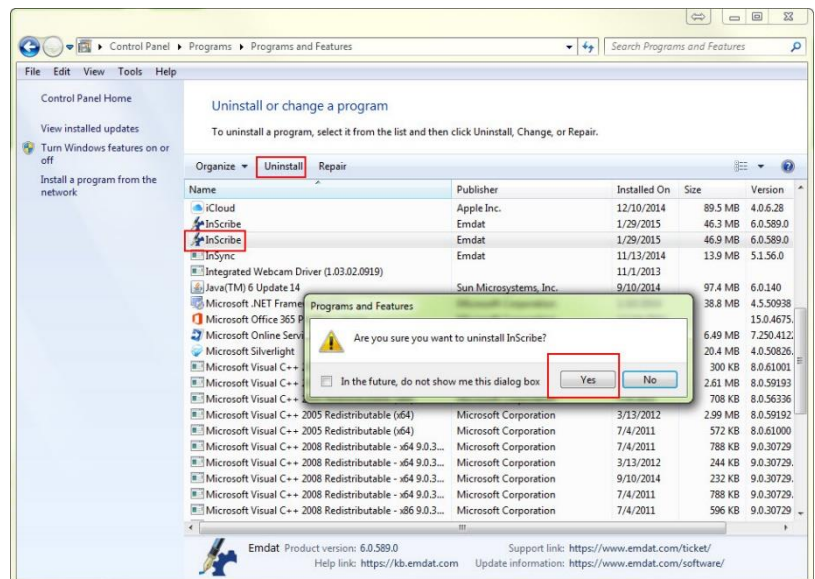 Control Panel ▸ Programs ▸ Programs and Features
Search Programs and Features
File Edit View Tools Help
Control Panel Home
View installed updates
Turn Windows features on or
off
Install a program from the
network
Uninstall or change a program
To uninstall a program, select it from the list and then click Uninstall, Change, or Repair.
Organize Uninstall Repair
Name Publisher Installed On Size Version
iCloud Apple Inc. 12/10/2014 89.5 MB 4.0.6.28
InScribe Emdat 1/29/2015 46.3 MB 6.0.589.0
InScribe Emdat 1/29/2015 46.9 MB 6.0.589.0
InSync Emdat 11/13/2014 13.9 MB 5.1.56.0
Integrated Webcam Driver (1.03.02.0919) 11/1/2013
Java(TM) 6 Update 14 Sun Microsystems, Inc. 9/10/2014 97.4 MB 6.0.140
Microsoft .NET Frame 38.8 MB 4.5.50938
Microsoft Office 365 P 15.0.4675.
Microsoft Online Servi 6.49 MB 7.250.4122
Microsoft Silverlight 20.4 MB 4.0.50826.
Microsoft Visual C++ 300 KB 8.0.61001
Microsoft Visual C++ 2.61 MB 8.0.59193
Microsoft Visual C++ 708 KB 8.0.56336
Programs and Features
Are you sure you want to uninstall InScribe?
In the future, do not show me this dialog box Yes No
Microsoft Visual C++ 2005 Redistributable (x64) Microsoft Corporation 3/13/2012 2.99 MB 8.0.59192
Microsoft Visual C++ 2005 Redistributable (x64) Microsoft Corporation 7/4/2011 572 KB 8.0.61000
Microsoft Visual C++ 2008 Redistributable - x64 9.0.3... Microsoft Corporation 7/4/2011 788 KB 9.0.30729
Microsoft Visual C++ 2008 Redistributable - x64 9.0.3... Microsoft Corporation 3/13/2012 244 KB 9.0.30729.
Microsoft Visual C++ 2008 Redistributable - x64 9.0.3... Microsoft Corporation 9/10/2014 232 KB 9.0.30729.
Microsoft Visual C++ 2008 Redistributable - x64 9.0.3... Microsoft Corporation 7/4/2011 788 KB 9.0.30729.
Microsoft Visual C++ 2008 Redistributable - x86 9.0.3... Microsoft Corporation 7/4/2011 596 KB 9.0.30729
Emdat Product version: 6.0.589.0 Support link: https://www.emdat.com/ticket/
Help link: https://kb.emdat.com Update information: https://www.emdat.com/software/